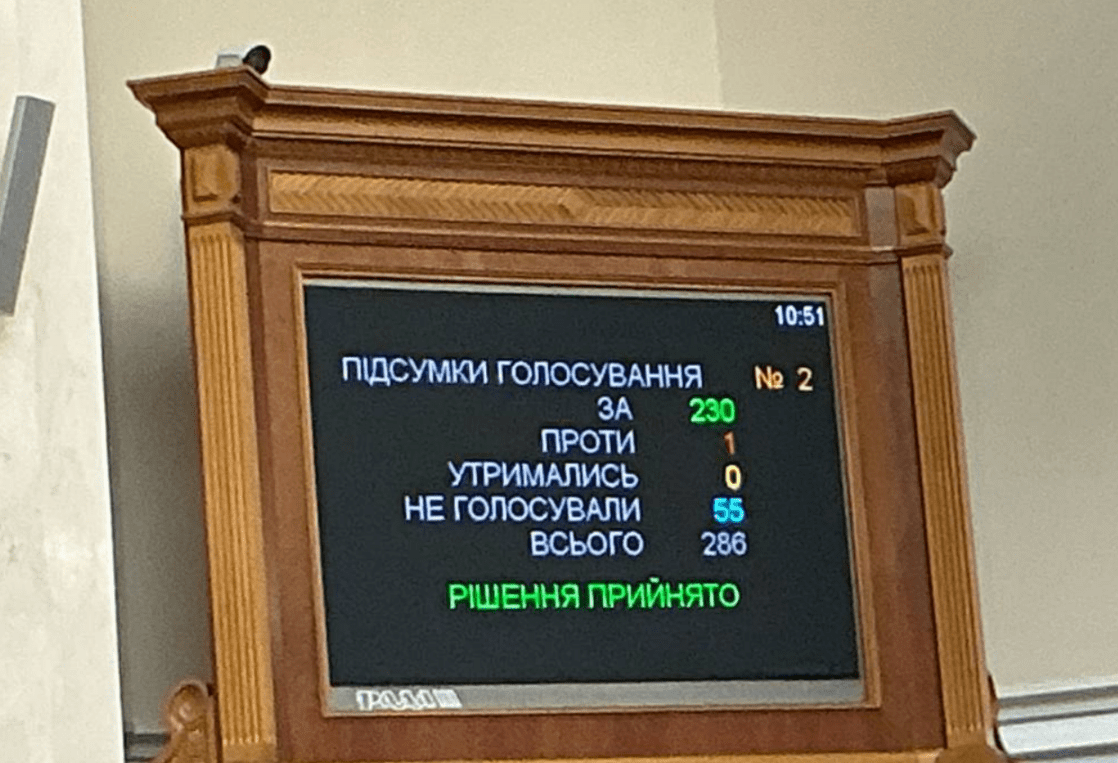 10:51
ПІДСУМКИ ГОЛОСУВАННЯ № 2
ЗА 230
ПРОТИ 1
УТРИМАЛИСЬ 0
НЕ ГОЛОСУВАЛИ 55
ВСЬОГО 286
РІШЕННЯ ПРИЙНЯТО